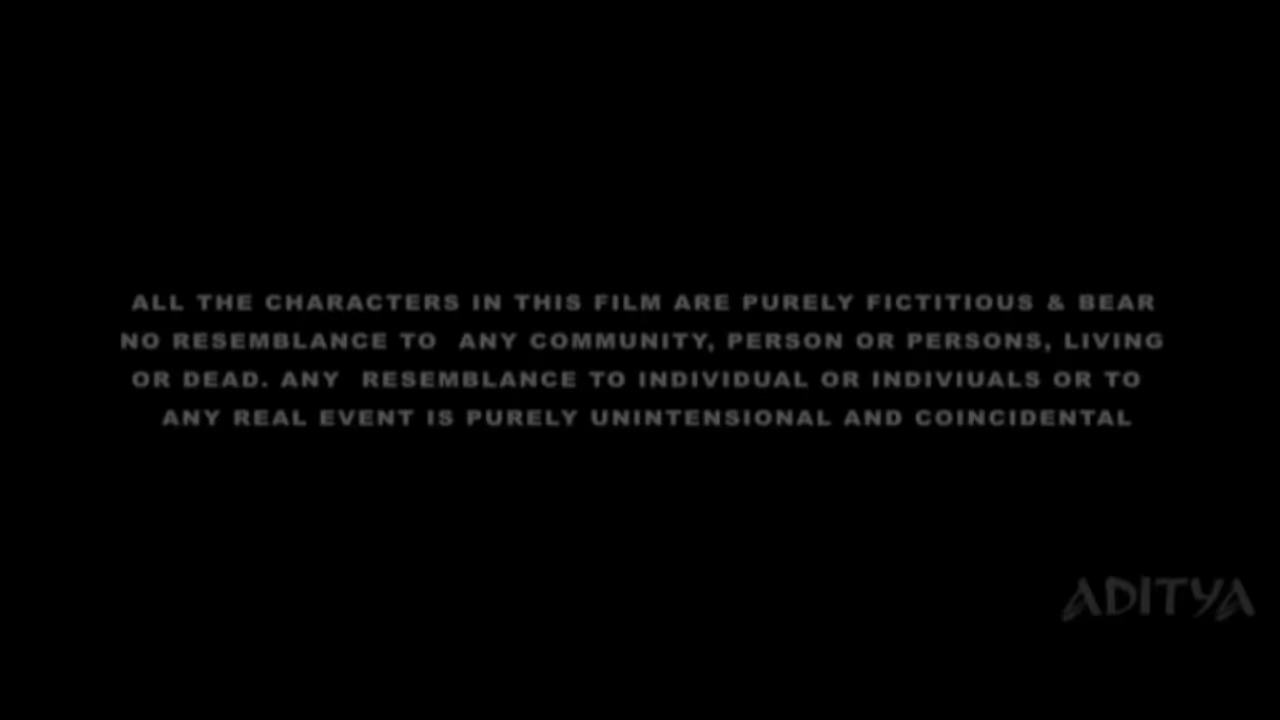 ALL THE CHARACTERS IN THIS FILM ARE PURELY FICTITIOUS & BEAR
NO RESEMBLANCE TO ANY COMMUNITY, PERSON OR PERSONS, LIVING
OR DEAD. ANY RESEMBLANCE TO INDIVIDUAL OR INDIVIUALS OR TO
ANY REAL EVENT IS PURELY UNINTENSIONAL AND COINCIDENTAL
ADITYA